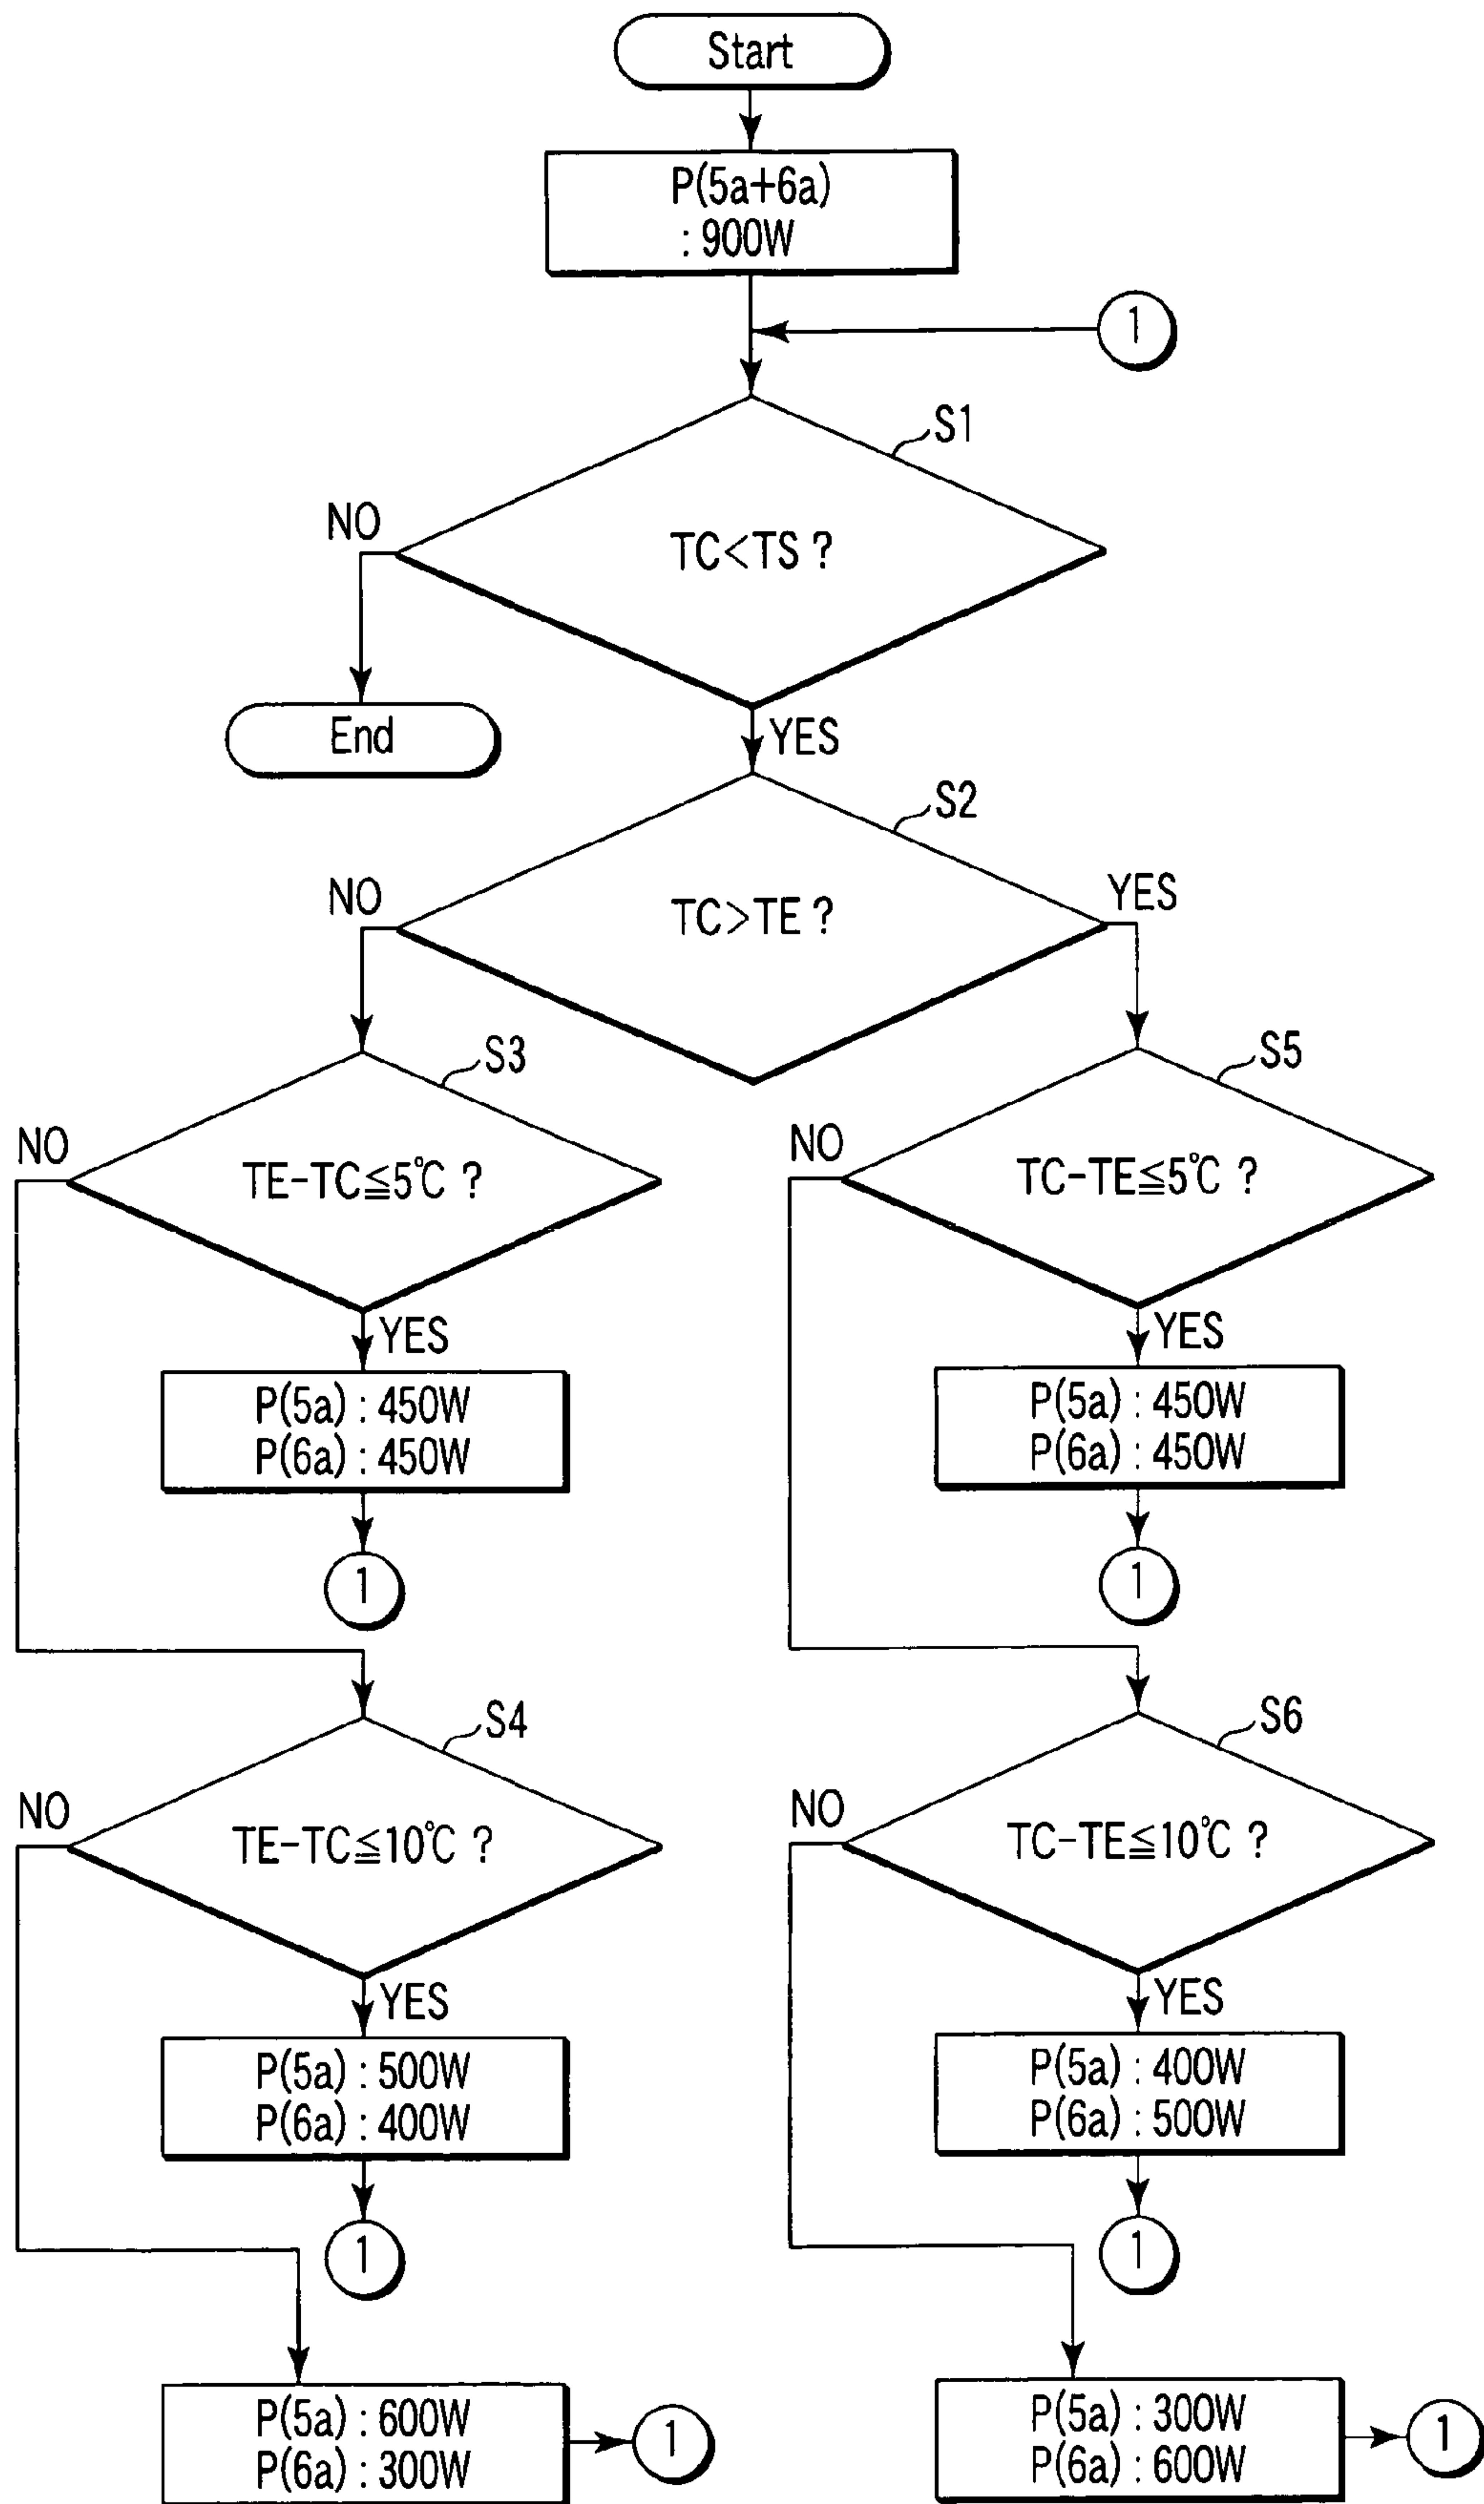 Start
P(5a+6a)
: 900W
1
S1
NO
TC<TS ?
End
YES
S2
NO
TC>TE ?
YES
S3
S5
NO
TE-TC≦5℃ ?
NO
TC-TE≦5℃ ?
YES
YES
P(5a) : 450W
P(6a) : 450W
P(5a) : 450W
P(6a) : 450W
1
1
S4
S6
NO
TE-TC≦10℃ ?
NO
TC-TE≦10℃ ?
YES
YES
P(5a) : 500W
P(6a) : 400W
P(5a) : 400W
P(6a) : 500W
1
1
P(5a) : 600W
P(6a) : 300W
1
P(5a) : 300W
P(6a) : 600W
1